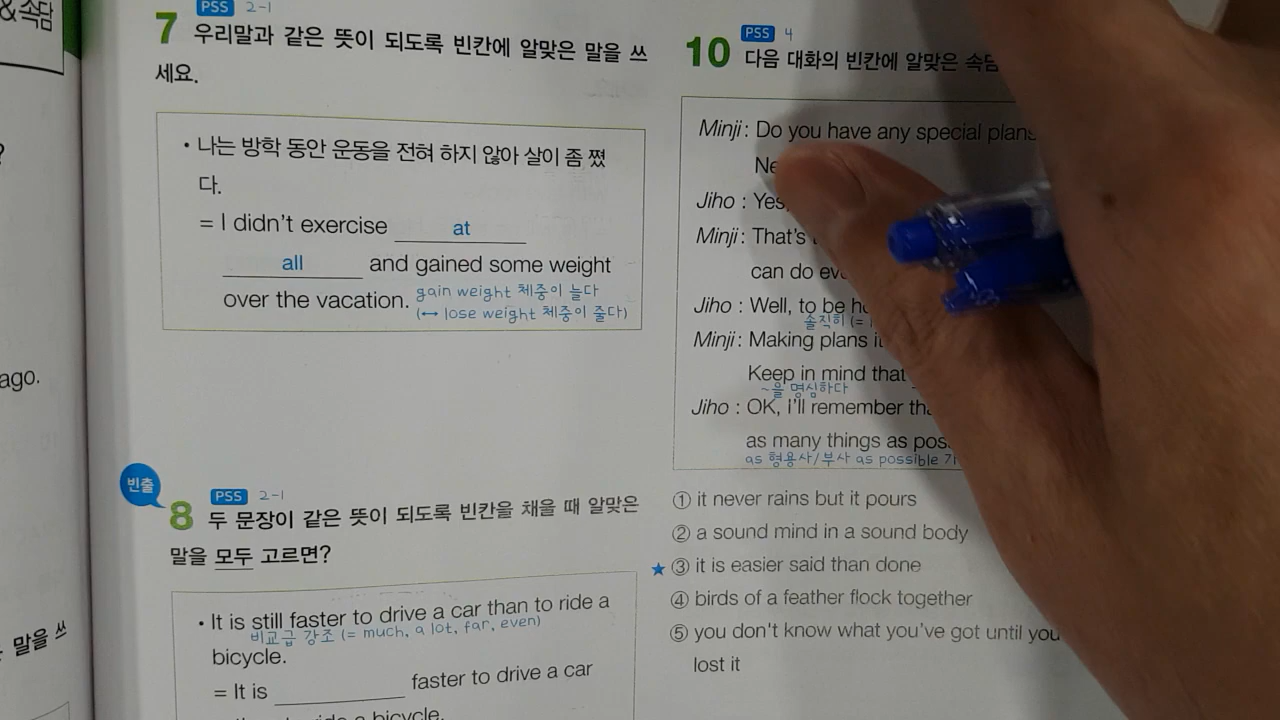 &속담
ago.
말을 쓰
PSS 2-1
7 우리말과 같은 뜻이 되도록 빈칸에 알맞은 말을 쓰
세요.
• 나는 방학 동안 운동을 전혀 하지 않아 살이 좀 쪘
다.
= I didn't exercise at
all and gained some weight
over the vacation. gain weight 체중이 늘다
(↔ lose weight 체중이 줄다)
빈출
PSS 2-1
8 두 문장이 같은 뜻이 되도록 빈칸을 채울 때 알맞은
말을 모두 고르면?
• It is still faster to drive a car than to ride a
비교급 강조 (= much, a lot, far, even)
bicycle.
= It is ________ faster to drive a car
ride a bicycle.
PSS 4
10 다음 대화의 빈칸에 알맞은 속담
Minji: Do you have any special plans
Jiho : Yes,
Minji: That's
can do
Jiho : Well, to be
솔직히 (=
Minji: Making plans
Keep in mind that
~을 명심하다
Jiho : OK, I'll remember
as many things as
as 형용사/부사 as possible
① it never rains but it pours
② a sound mind in a sound body
★ ③ it is easier said than done
④ birds of a feather flock together
⑤ you don't know what you've got until you
lost it